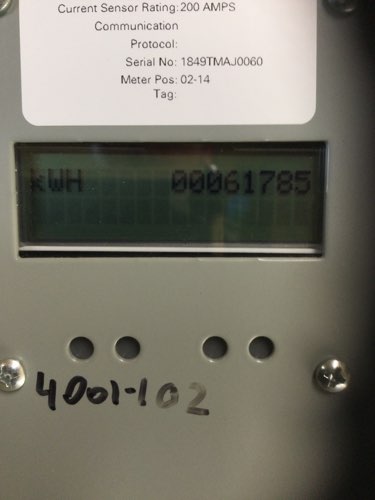 Current Sensor Rating: 200 AMPS
Communication
Protocol:
Serial No: 1849TMAJ0060
Meter Pos: 02-14
Tag:
kWH 00061785
4001-102